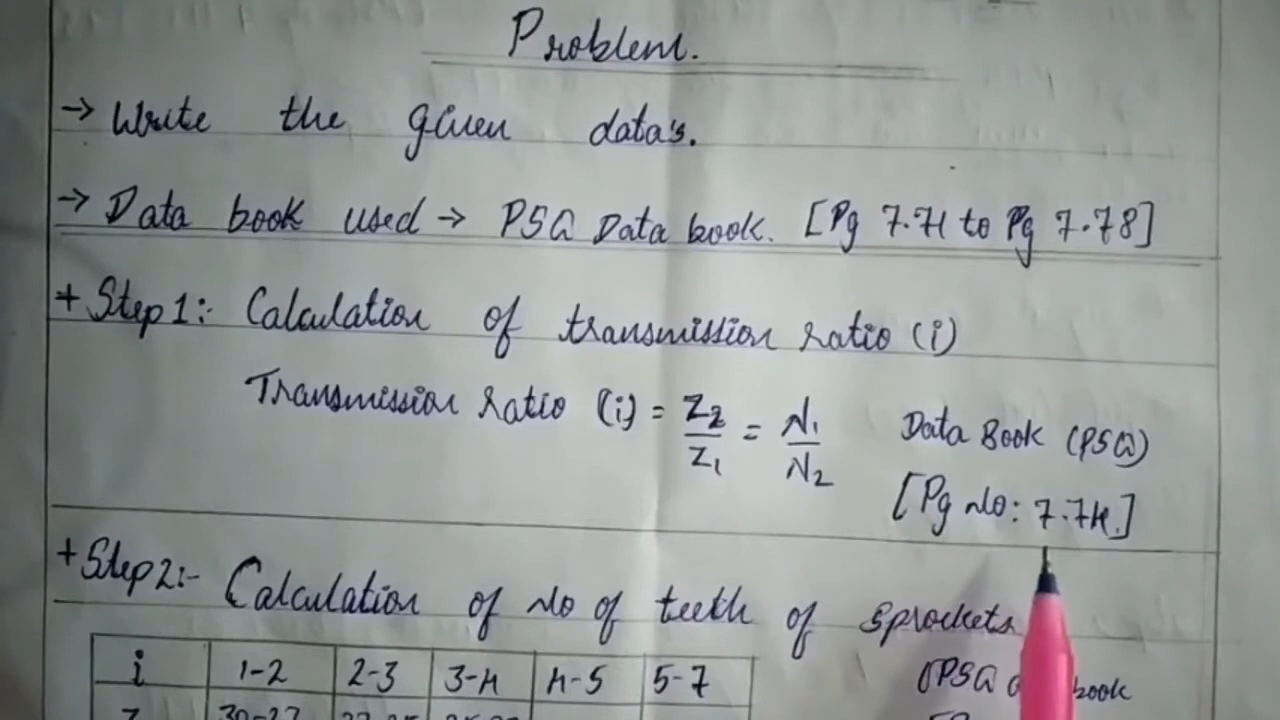 Problem.
→ Write the given data's.
→ Data book used → PSG Data book. [Pg 7.74 to Pg 7.78]
+ Step 1:- Calculation of transmission ratio (i)
Transmission ratio (i) = Z2/Z1 = N1/N2 Data Book (PSG)
[Pg No: 7.74.]
+ Step 2:- Calculation of No of teeth of sprockets
i 1-2 2-3 3-4 4-5 5-7
(PSG book